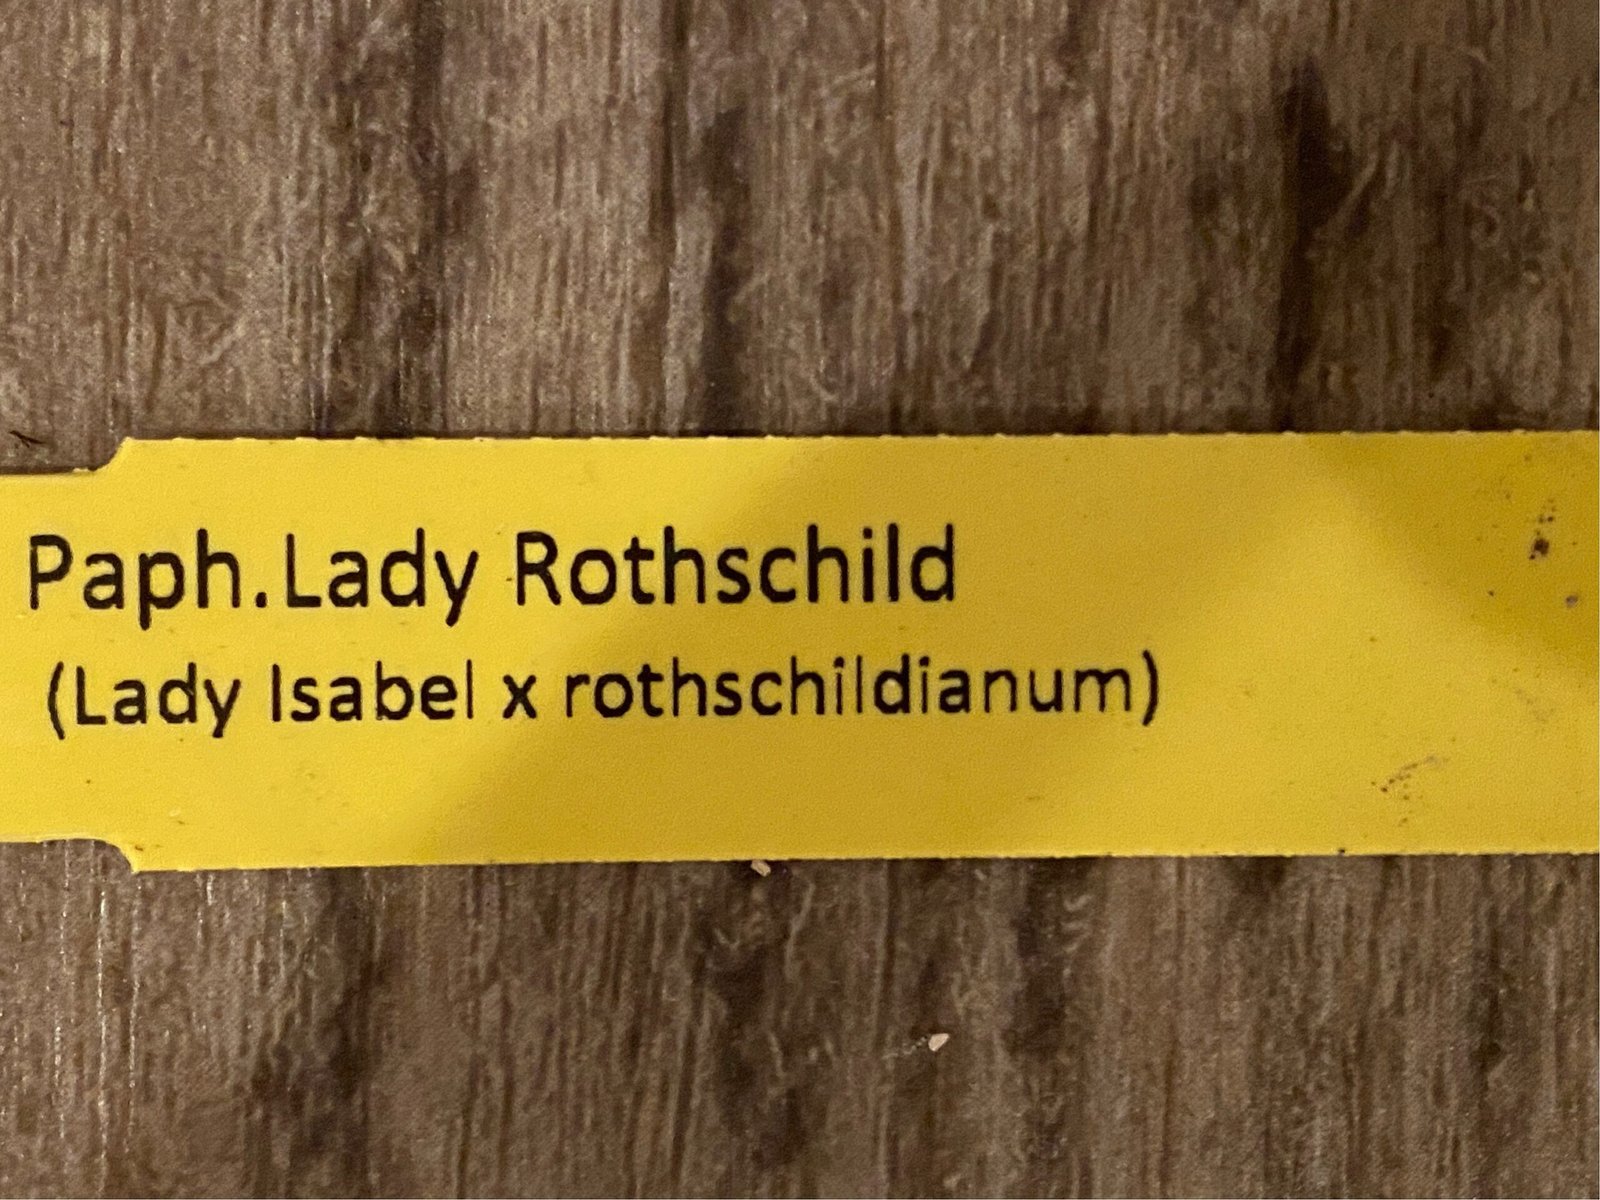 Paph.Lady Rothschild
(Lady Isabel x rothschildianum)